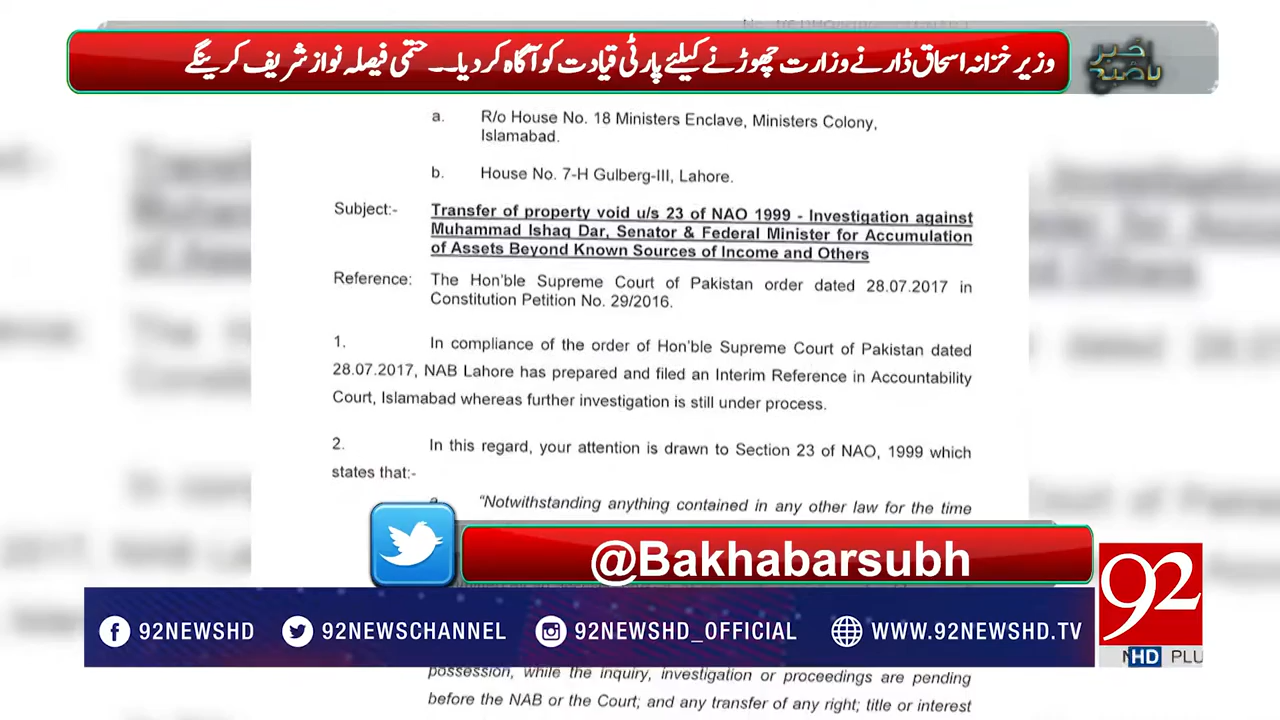 وزیر خزانہ اسحاق ڈار نے وزارت چھوڑنے کیلئے پارٹی قیادت کو آگاہ کر دیا۔۔۔ حتمی فیصلہ نواز شریف کرینگے
باخبر صبح
a. R/o House No. 18 Ministers Enclave, Ministers Colony,
Islamabad.
b. House No. 7-H Gulberg-III, Lahore.
Subject:- Transfer of property void u/s 23 of NAO 1999 - Investigation against
Muhammad Ishaq Dar, Senator & Federal Minister for Accumulation
of Assets Beyond Known Sources of Income and Others
Reference: The Hon'ble Supreme Court of Pakistan order dated 28.07.2017 in
Constitution Petition No. 29/2016.
1. In compliance of the order of Hon'ble Supreme Court of Pakistan dated
28.07.2017, NAB Lahore has prepared and filed an Interim Reference in Accountability
Court, Islamabad whereas further investigation is still under process.
2. In this regard, your attention is drawn to Section 23 of NAO, 1999 which
states that:-
a. "Notwithstanding anything contained in any other law for the time
@Bakhabarsubh
92NEWSHD 92NEWSCHANNEL 92NEWSHD_OFFICIAL WWW.92NEWSHD.TV
92
HD PLU
possession, while the inquiry, investigation or proceedings are pending
before the NAB or the Court; and any transfer of any right; title or interest